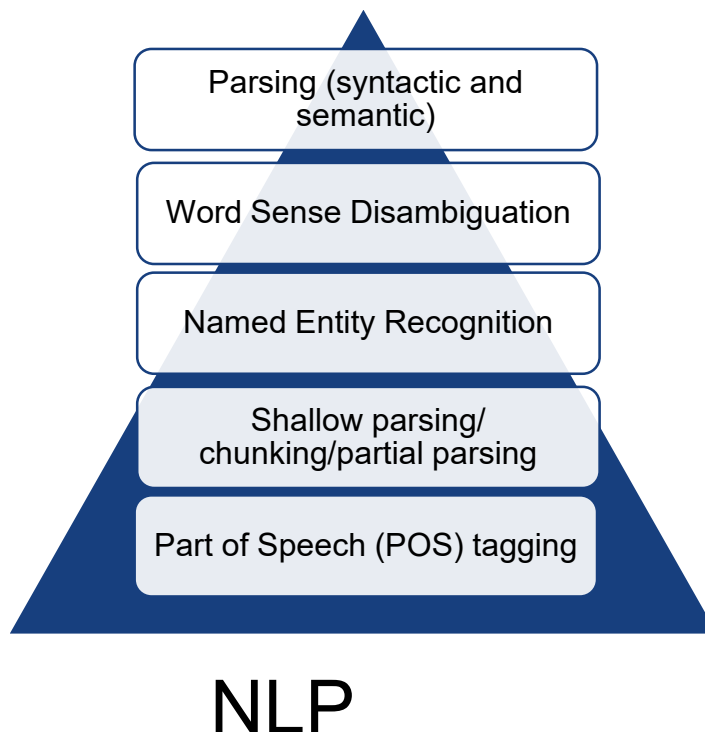 Parsing (syntactic and
semantic)
Word Sense Disambiguation
Named Entity Recognition
Shallow parsing/
chunking/partial parsing
Part of Speech (POS) tagging
NLP